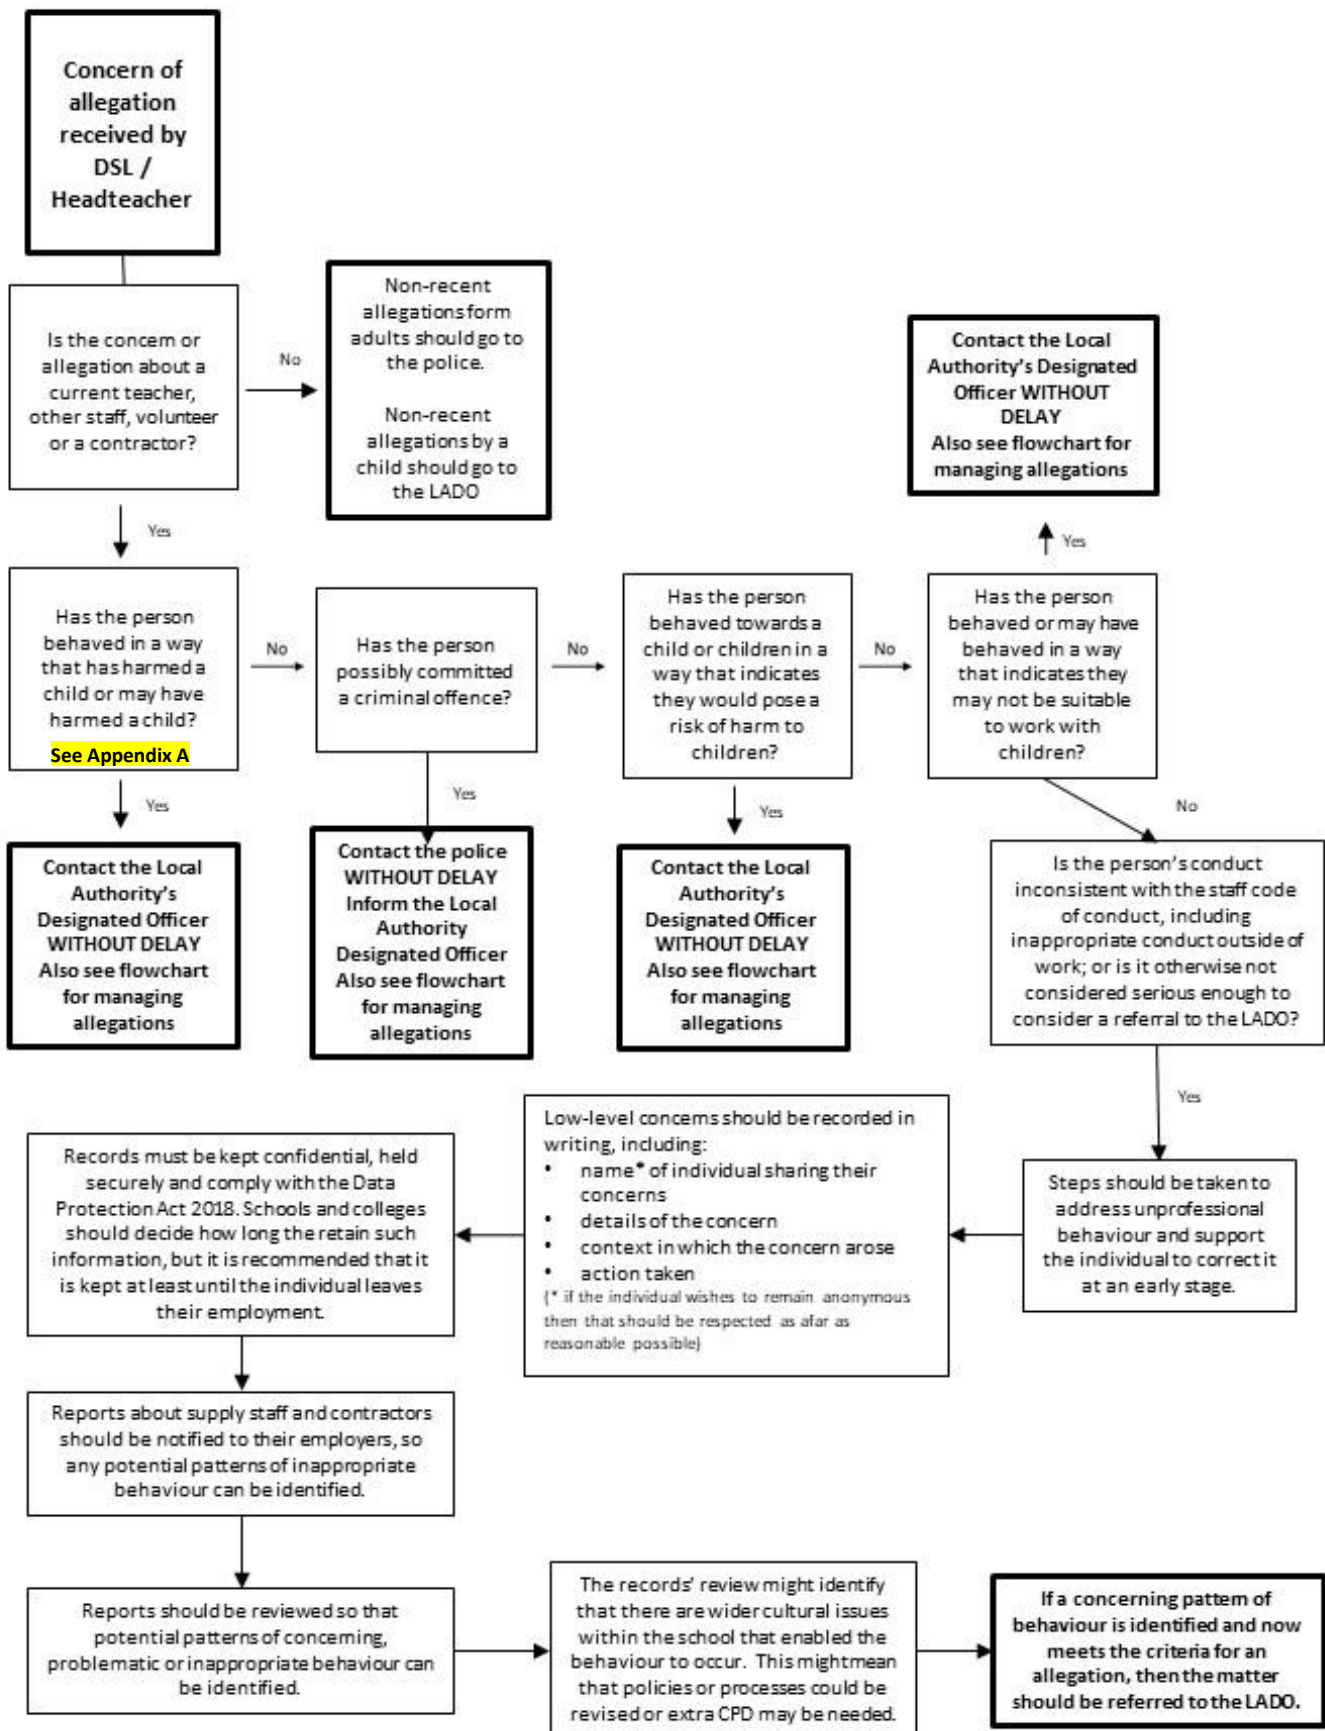 Concern of
allegation
received by
DSL /
Headteacher
Is the concern or
allegation about a
current teacher,
other staff, volunteer
or a contractor?
No
Non-recent
allegations form
adults should go to
the police.
Non-recent
allegations by a
child should go to
the LADO
Yes
Contact the Local
Authority's Designated
Officer WITHOUT
DELAY
Also see flowchart for
managing allegations
Yes
Has the person
behaved in a way
that has harmed a
child or may have
harmed a child?
See Appendix A
No
Has the person
possibly committed
a criminal offence?
No
Has the person
behaved towards a
child or children in a
way that indicates
they would pose a
risk of harm to
children?
No
Has the person
behaved or may have
behaved in a way
that indicates they
may not be suitable
to work with
children?
Yes
Yes
Yes
No
Contact the Local
Authority's
Designated Officer
WITHOUT DELAY
Also see flowchart
for managing
allegations
Contact the police
WITHOUT DELAY
Inform the Local
Authority
Designated Officer
Also see flowchart
for managing
allegations
Contact the Local
Authority's
Designated Officer
WITHOUT DELAY
Also see flowchart
for managing
allegations
Is the person's conduct
inconsistent with the staff code
of conduct, including
inappropriate conduct outside of
work; or is it otherwise not
considered serious enough to
consider a referral to the LADO?
Yes
Steps should be taken to
address unprofessional
behaviour and support
the individual to correct it
at an early stage.
Low-level concerns should be recorded in
writing, including:
• name* of individual sharing their
concerns
• details of the concern
• context in which the concern arose
• action taken
(* if the individual wishes to remain anonymous
then that should be respected as afar as
reasonable possible)
Records must be kept confidential, held
securely and comply with the Data
Protection Act 2018. Schools and colleges
should decide how long the retain such
information, but it is recommended that it
is kept at least until the individual leaves
their employment.
Reports about supply staff and contractors
should be notified to their employers, so
any potential patterns of inappropriate
behaviour can be identified.
Reports should be reviewed so that
potential patterns of concerning,
problematic or inappropriate behaviour can
be identified.
The records' review might identify
that there are wider cultural issues
within the school that enabled the
behaviour to occur. This might mean
that policies or processes could be
revised or extra CPD may be needed.
If a concerning pattern of
behaviour is identified and now
meets the criteria for an
allegation, then the matter
should be referred to the LADO.